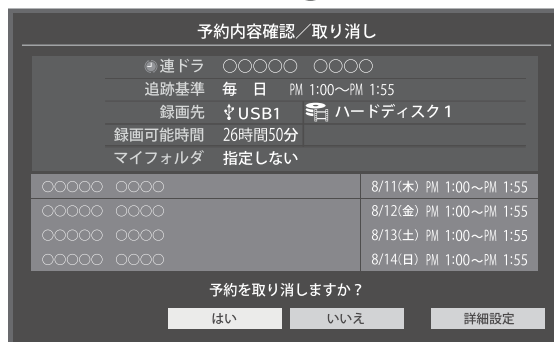 予約内容確認／取り消し
連ドラ ○○○○○ ○○○○
追跡基準 毎 日 PM 1:00～PM 1:55
録画先 USB1 ハードディスク1
録画可能時間 26時間50分
マイフォルダ 指定しない
○○○○○ ○○○○ 8/11(木) PM 1:00～PM 1:55
○○○○○ ○○○○ 8/12(金) PM 1:00～PM 1:55
○○○○○ ○○○○ 8/13(土) PM 1:00～PM 1:55
○○○○○ ○○○○ 8/14(日) PM 1:00～PM 1:55
予約を取り消しますか？
はい いいえ 詳細設定